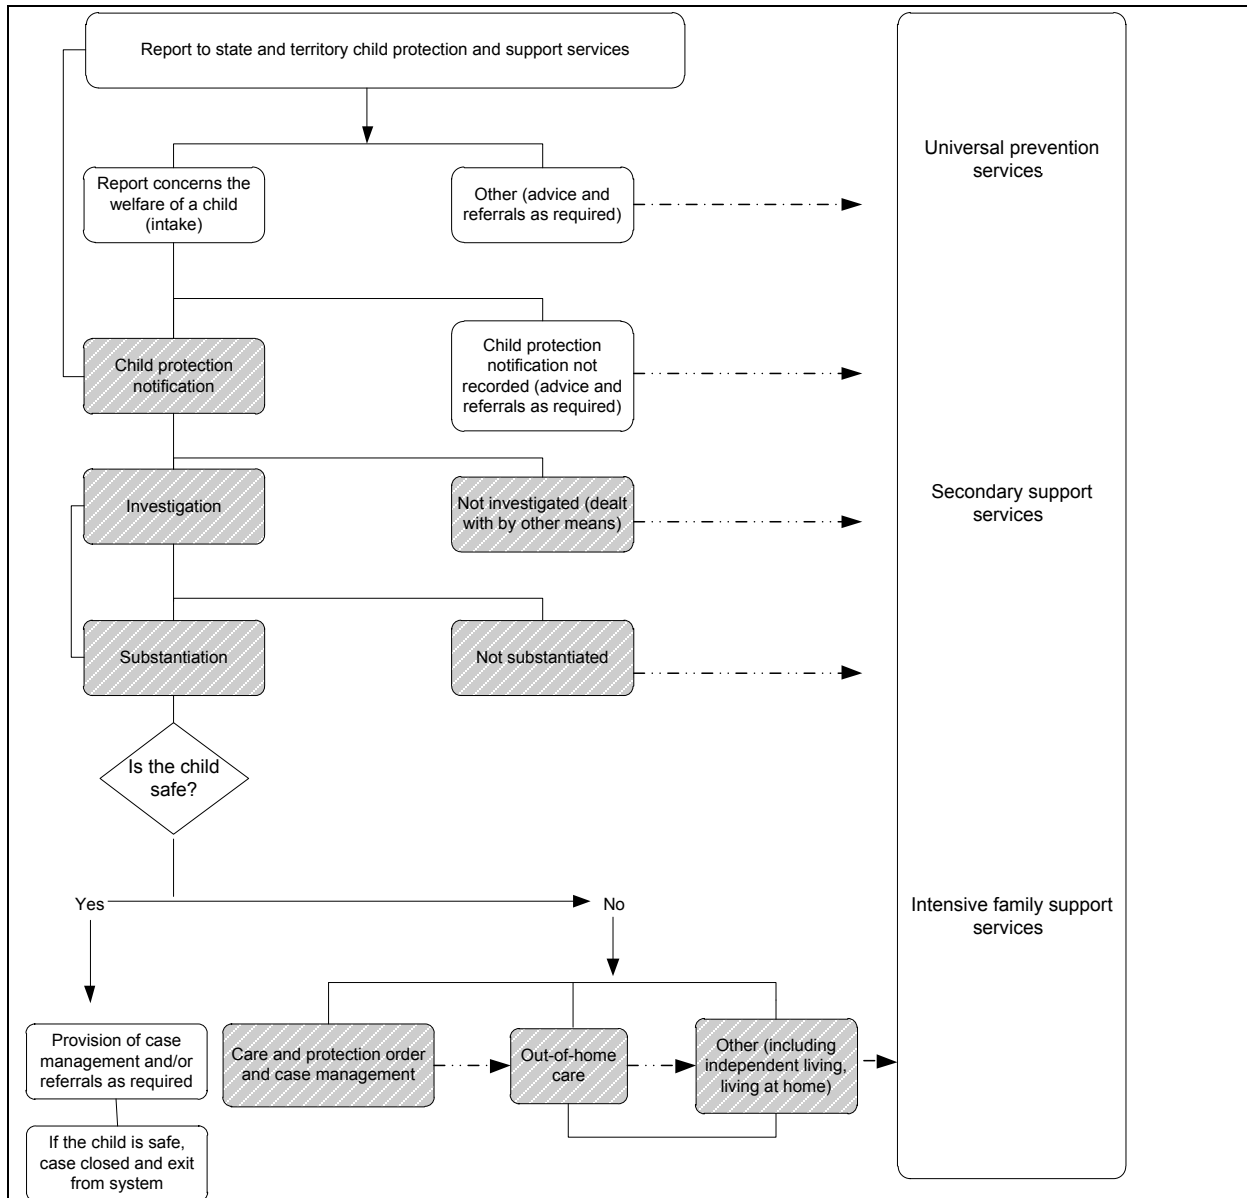 Report to state and territory child protection and support services
Universal prevention
services
Report concerns the
welfare of a child
(intake)
Other (advice and
referrals as required)
Child protection
notification
Child protection
notification not
recorded (advice and
referrals as required)
Secondary support
services
Investigation
Not investigated (dealt
with by other means)
Substantiation
Not substantiated
Is the child
safe?
Yes
No
Intensive family support
services
Provision of case
management and/or
referrals as required
Care and protection order
and case management
Out-of-home
care
Other (including
independent living,
living at home)
If the child is safe,
case closed and exit
from system